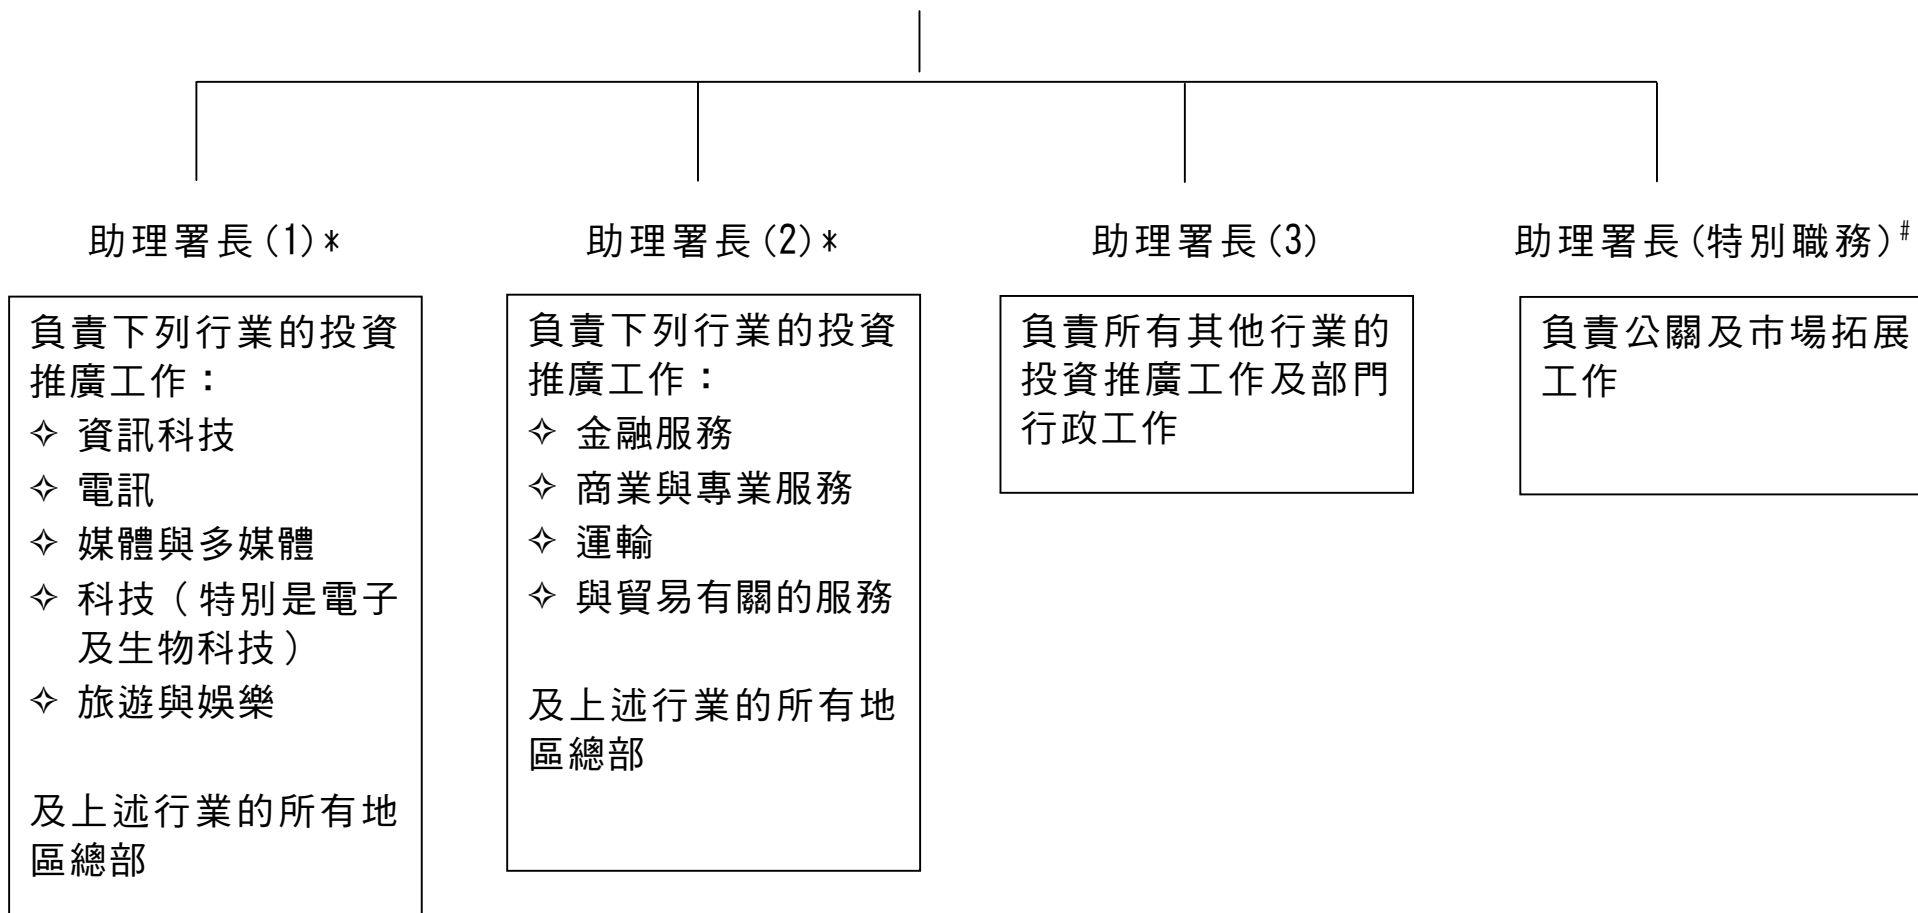 助理署長(1)*
負責下列行業的投資
推廣工作：
✧ 資訊科技
✧ 電訊
✧ 媒體與多媒體
✧ 科技（特別是電子
及生物科技）
✧ 旅遊與娛樂
及上述行業的所有地
區總部
助理署長(2)*
負責下列行業的投資
推廣工作：
✧ 金融服務
✧ 商業與專業服務
✧ 運輸
✧ 與貿易有關的服務
及上述行業的所有地
區總部
助理署長(3)
負責所有其他行業的
投資推廣工作及部門
行政工作
助理署長(特別職務)#
負責公關及市場拓展
工作